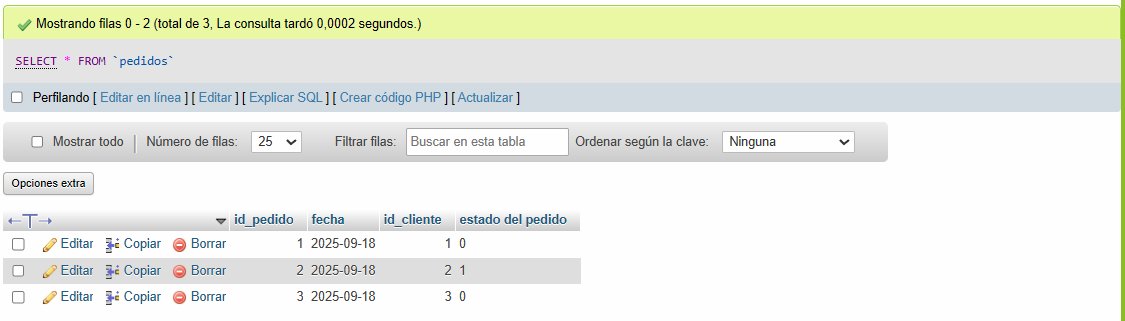 Mostrando filas 0 - 2 (total de 3, La consulta tardó 0,0002 segundos.)
SELECT * FROM `pedidos`
Perfilando [ Editar en línea ] [ Editar ] [ Explicar SQL ] [ Crear código PHP ] [ Actualizar ]
Mostrar todo | Número de filas: 25 Filtrar filas: Buscar en esta tabla Ordenar según la clave: Ninguna
Opciones extra
←T→ id_pedido fecha id_cliente estado del pedido
Editar Copiar Borrar 1 2025-09-18 1 0
Editar Copiar Borrar 2 2025-09-18 2 1
Editar Copiar Borrar 3 2025-09-18 3 0